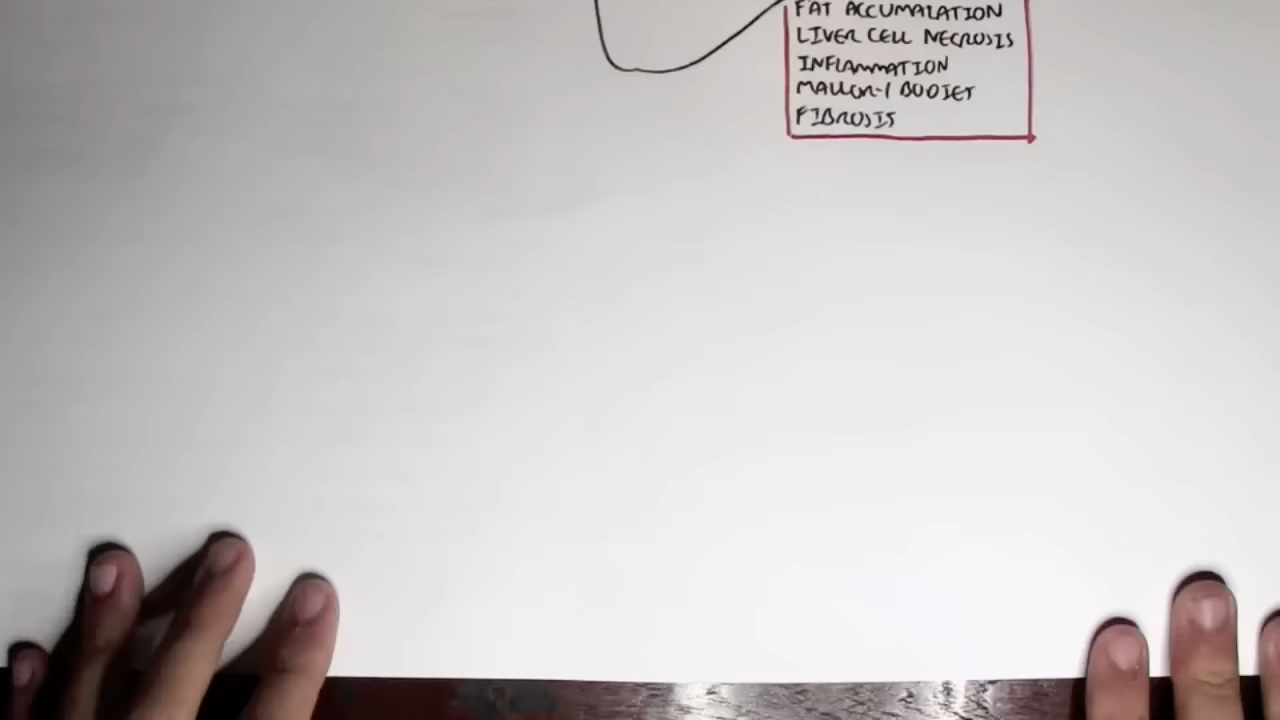 FAT ACCUMALATION
LIVER CELL NECROSIS
INFLAMMATION
MALLORY BODIES
FIBROSIS